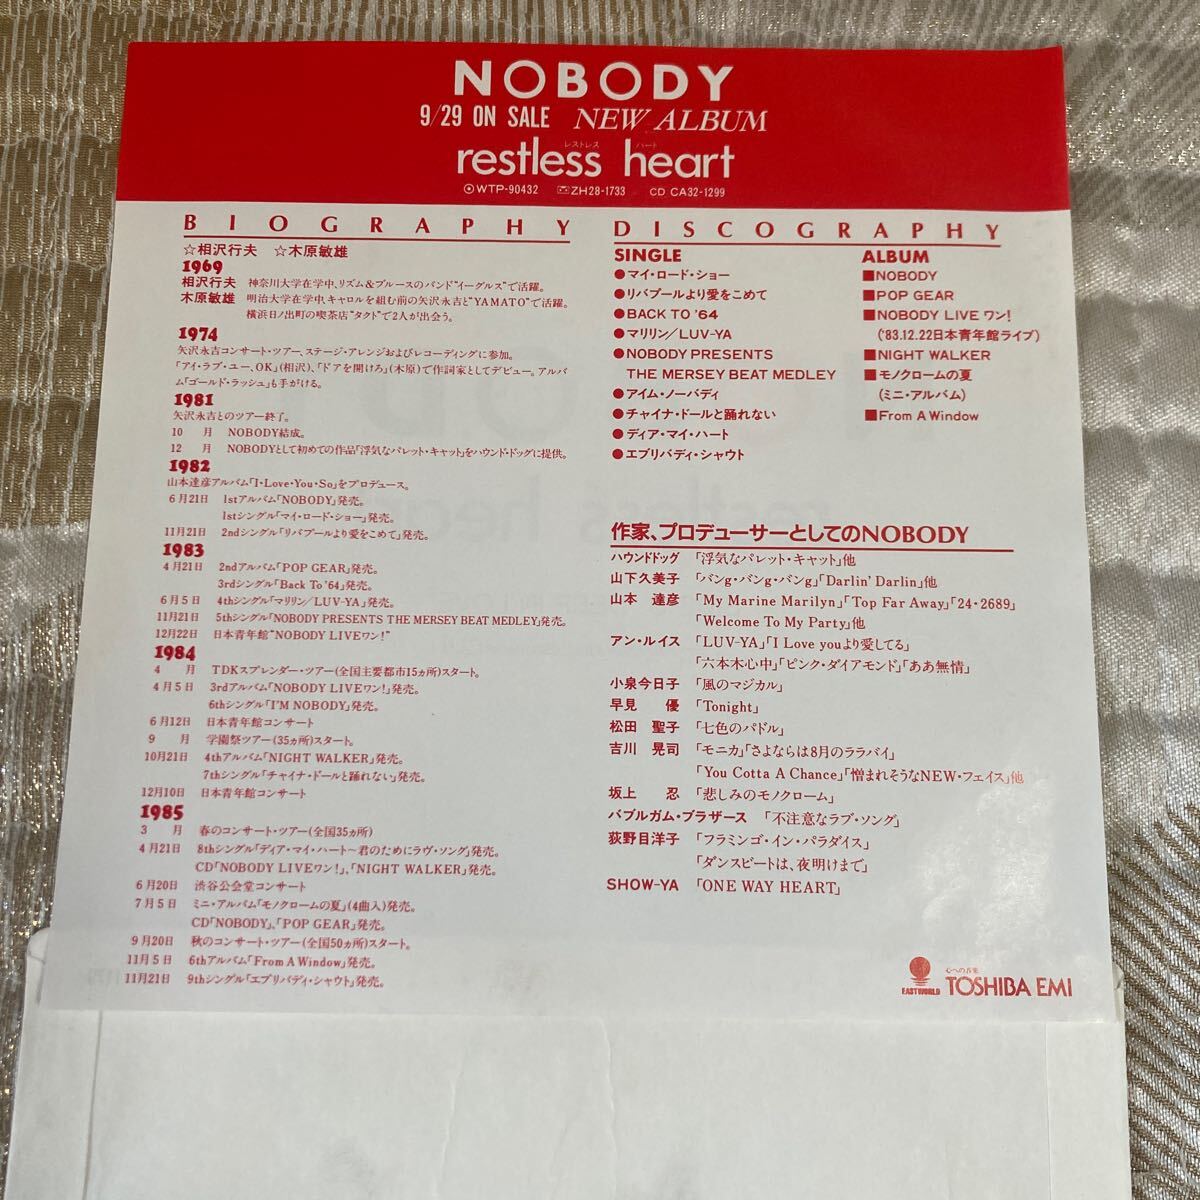 NOBODY
9/29 ON SALE NEW ALBUM
レストレス ハート
restless heart
WTP-90432 ZH28-1733 CD CA32-1299
BIOGRAPHY
☆相沢行夫 ☆木原敏雄
1969
相沢行夫 神奈川大学在学中、リズム&ブルースのバンド"イーグルス"で活躍。
木原敏雄 明治大学在学中、キャロルを組む前の矢沢永吉と"YAMATO"で活躍。
横浜日ノ出町の喫茶店"タクト"で2人が出会う。
1974
矢沢永吉コンサート・ツアー、ステージ・アレンジおよびレコーディングに参加。
「アイ・ラブ・ユー、OK」(相沢)、「ドアを開けろ」(木原)で作詞家としてデビュー。アルバ
ム「ゴールド・ラッシュ」も手がける。
1981
矢沢永吉とのツアー終了。
10 月 NOBODY結成。
12 月 NOBODYとして初めての作品「浮気なパレット・キャット」をハウンド・ドッグに提供。
1982
山本達彦アルバム「I・Love・You・So」をプロデュース。
6月21日 1stアルバム「NOBODY」発売。
1stシングル「マイ・ロード・ショー」発売。
11月21日 2ndシングル「リバプールより愛をこめて」発売。
1983
4月21日 2ndアルバム「POP GEAR」発売。
3rdシングル「Back To '64」発売。
6月5日 4thシングル「マリリン/LUV-YA」発売。
11月21日 5thシングル「NOBODY PRESENTS THE MERSEY BEAT MEDLEY」発売。
12月22日 日本青年館"NOBODY LIVEワン!"
1984
4 月 TDKスプレンダー・ツアー(全国主要都市15ヵ所)スタート。
4月5日 3rdアルバム「NOBODY LIVEワン!」発売。
6thシングル「I'M NOBODY」発売。
6月12日 日本青年館コンサート
9 月 学園祭ツアー(35ヵ所)スタート。
10月21日 4thアルバム「NIGHT WALKER」発売。
7thシングル「チャイナ・ドールと踊れない」発売。
12月10日 日本青年館コンサート
1985
3 月 春のコンサート・ツアー(全国35ヵ所)
4月21日 8thシングル「ディア・マイ・ハート〜君のためにラヴ・ソング」発売。
CD「NOBODY LIVEワン!」、「NIGHT WALKER」発売。
6月20日 渋谷公会堂コンサート
7月5日 ミニ・アルバム「モノクロームの夏」(4曲入)発売。
CD「NOBODY」、「POP GEAR」発売。
9月20日 秋のコンサート・ツアー(全国50ヵ所)スタート。
11月5日 6thアルバム「From A Window」発売。
11月21日 9thシングル「エブリバディ・シャウト」発売。
DISCOGRAPHY
SINGLE
●マイ・ロード・ショー
●リバプールより愛をこめて
●BACK TO '64
●マリリン/LUV-YA
●NOBODY PRESENTS
THE MERSEY BEAT MEDLEY
●アイム・ノーバディ
●チャイナ・ドールと踊れない
●ディア・マイ・ハート
●エブリバディ・シャウト
ALBUM
■NOBODY
■POP GEAR
■NOBODY LIVE ワン!
('83.12.22日本青年館ライブ)
■NIGHT WALKER
■モノクロームの夏
(ミニ・アルバム)
■From A Window
作家、プロデューサーとしてのNOBODY
ハウンドドッグ 「浮気なパレット・キャット」他
山下久美子 「バンg・バンg・バンg」「Darlin' Darlin」他
山本 達彦 「My Marine Marilyn」「Top Far Away」「24・2689」
「Welcome To My Party」他
アン・ルイス 「LUV-YA」「I Love youより愛してる」
「六本木心中」「ピンク・ダイアモンド」「ああ無情」
小泉今日子 「風のマジカル」
早見 優 「Tonight」
松田 聖子 「七色のパドル」
吉川 晃司 「モニカ」「さよならは8月のララバイ」
「You Cotta A Chance」「憎まれそうなNEW・フェイス」他
坂上 忍 「悲しみのモノクローム」
バブルガム・ブラザース 「不注意なラブ・ソング」
荻野目洋子 「フラミンゴ・イン・パラダイス」
「ダンスビートは、夜明けまで」
SHOW-YA 「ONE WAY HEART」
EASTWORLD
心への音楽
TOSHIBA EMI